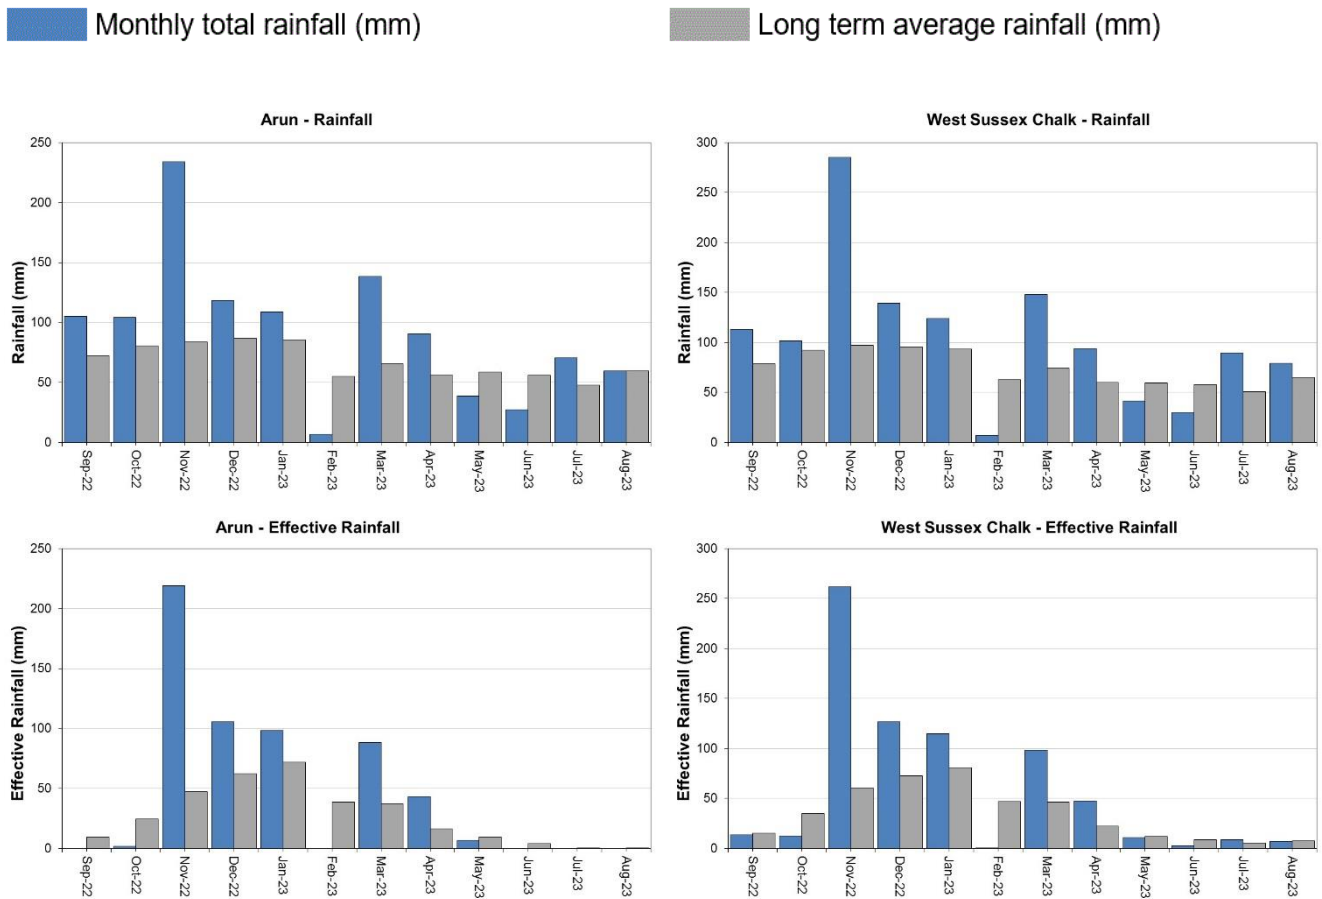 Monthly total rainfall (mm)
Long term average rainfall (mm)
Arun - Rainfall
Rainfall (mm)
250
200
150
100
50
0
Sep-22
Oct-22
Nov-22
Dec-22
Jan-23
Feb-23
Mar-23
Apr-23
May-23
Jun-23
Jul-23
Aug-23
West Sussex Chalk - Rainfall
Rainfall (mm)
300
250
200
150
100
50
0
Sep-22
Oct-22
Nov-22
Dec-22
Jan-23
Feb-23
Mar-23
Apr-23
May-23
Jun-23
Jul-23
Aug-23
Arun - Effective Rainfall
Effective Rainfall (mm)
250
200
150
100
50
0
Sep-22
Oct-22
Nov-22
Dec-22
Jan-23
Feb-23
Mar-23
Apr-23
May-23
Jun-23
Jul-23
Aug-23
West Sussex Chalk - Effective Rainfall
Effective Rainfall (mm)
300
250
200
150
100
50
0
Sep-22
Oct-22
Nov-22
Dec-22
Jan-23
Feb-23
Mar-23
Apr-23
May-23
Jun-23
Jul-23
Aug-23